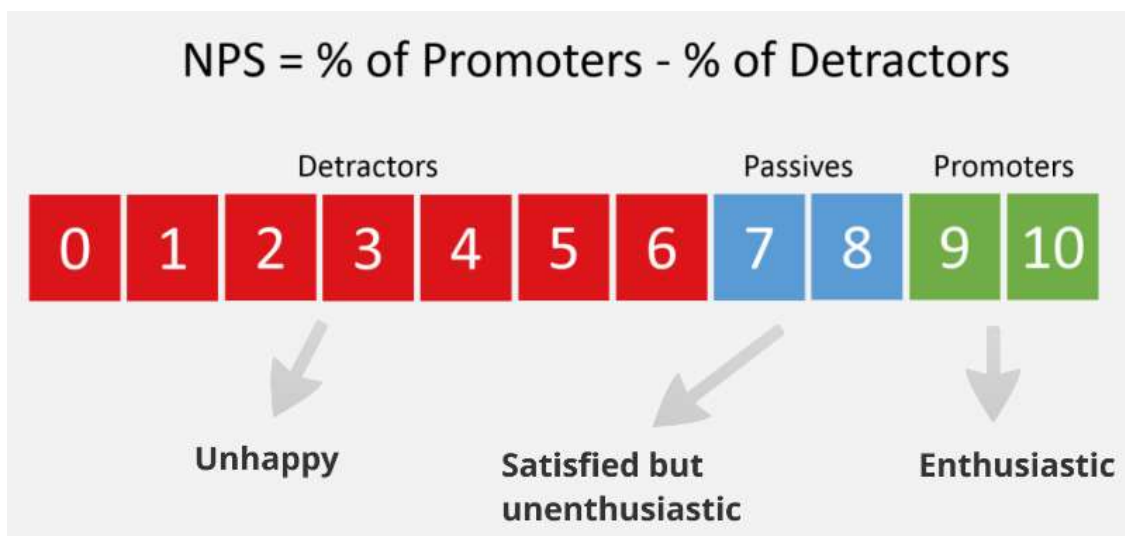 NPS = % of Promoters - % of Detractors
Detractors Passives Promoters
0 1 2 3 4 5 6 7 8 9 10
Unhappy
Satisfied but
unenthusiastic
Enthusiastic